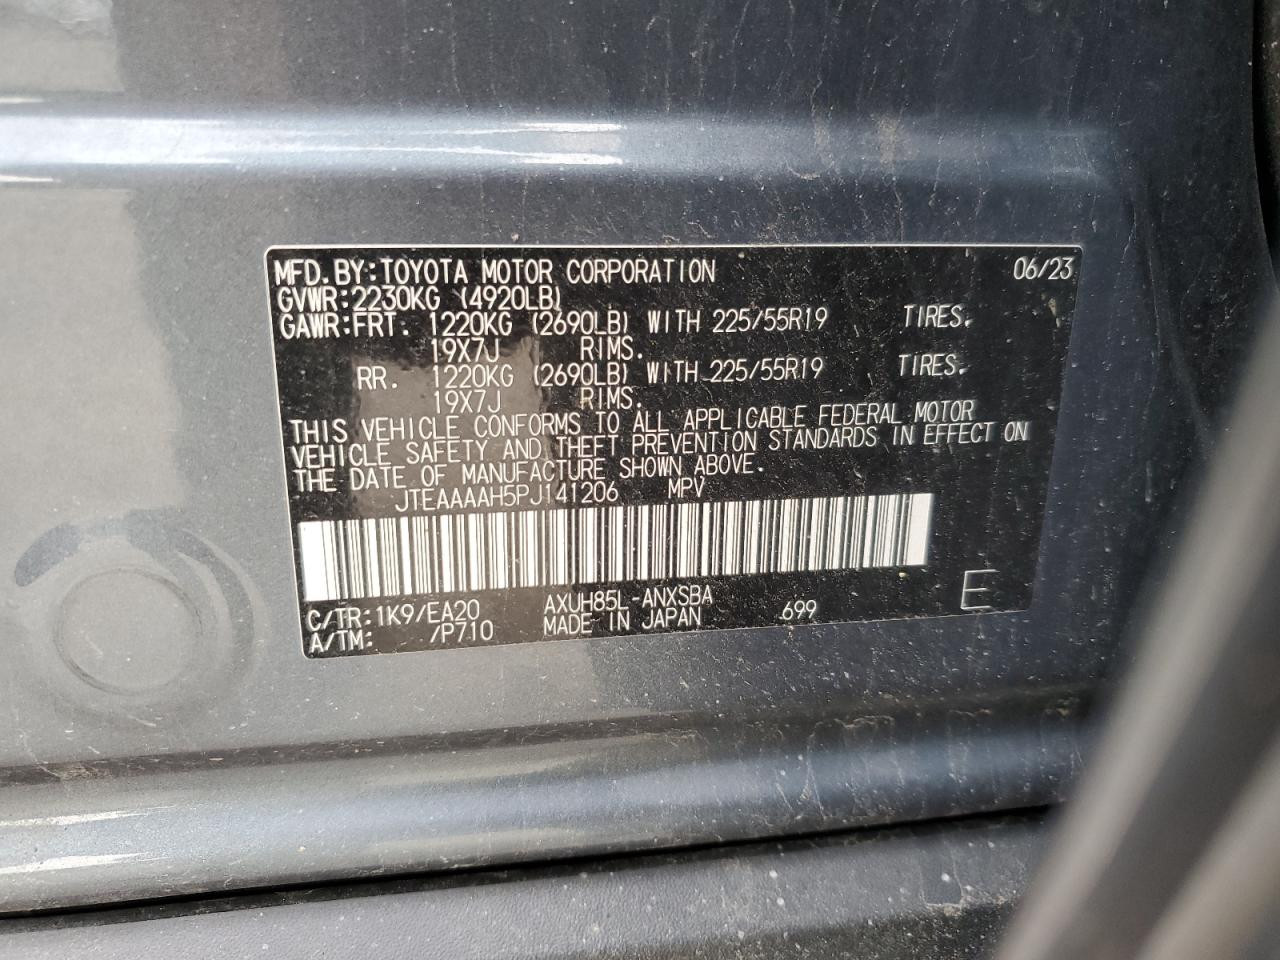 MFD.BY:TOYOTA MOTOR CORPORATION 06/23
GVWR:2230KG (4920LB)
GAWR:FRT. 1220KG (2690LB) WITH 225/55R19 TIRES.
19X7J RIMS.
RR. 1220KG (2690LB) WITH 225/55R19 TIRES.
19X7J RIMS.
THIS VEHICLE CONFORMS TO ALL APPLICABLE FEDERAL MOTOR
VEHICLE SAFETY AND THEFT PREVENTION STANDARDS IN EFFECT ON
THE DATE OF MANUFACTURE SHOWN ABOVE.
JTEAAAAH5PJ141206 MPV
C/TR:1K9/EA20 AXUH85L-ANXSBA
A/TM: /P710 MADE IN JAPAN 699 E